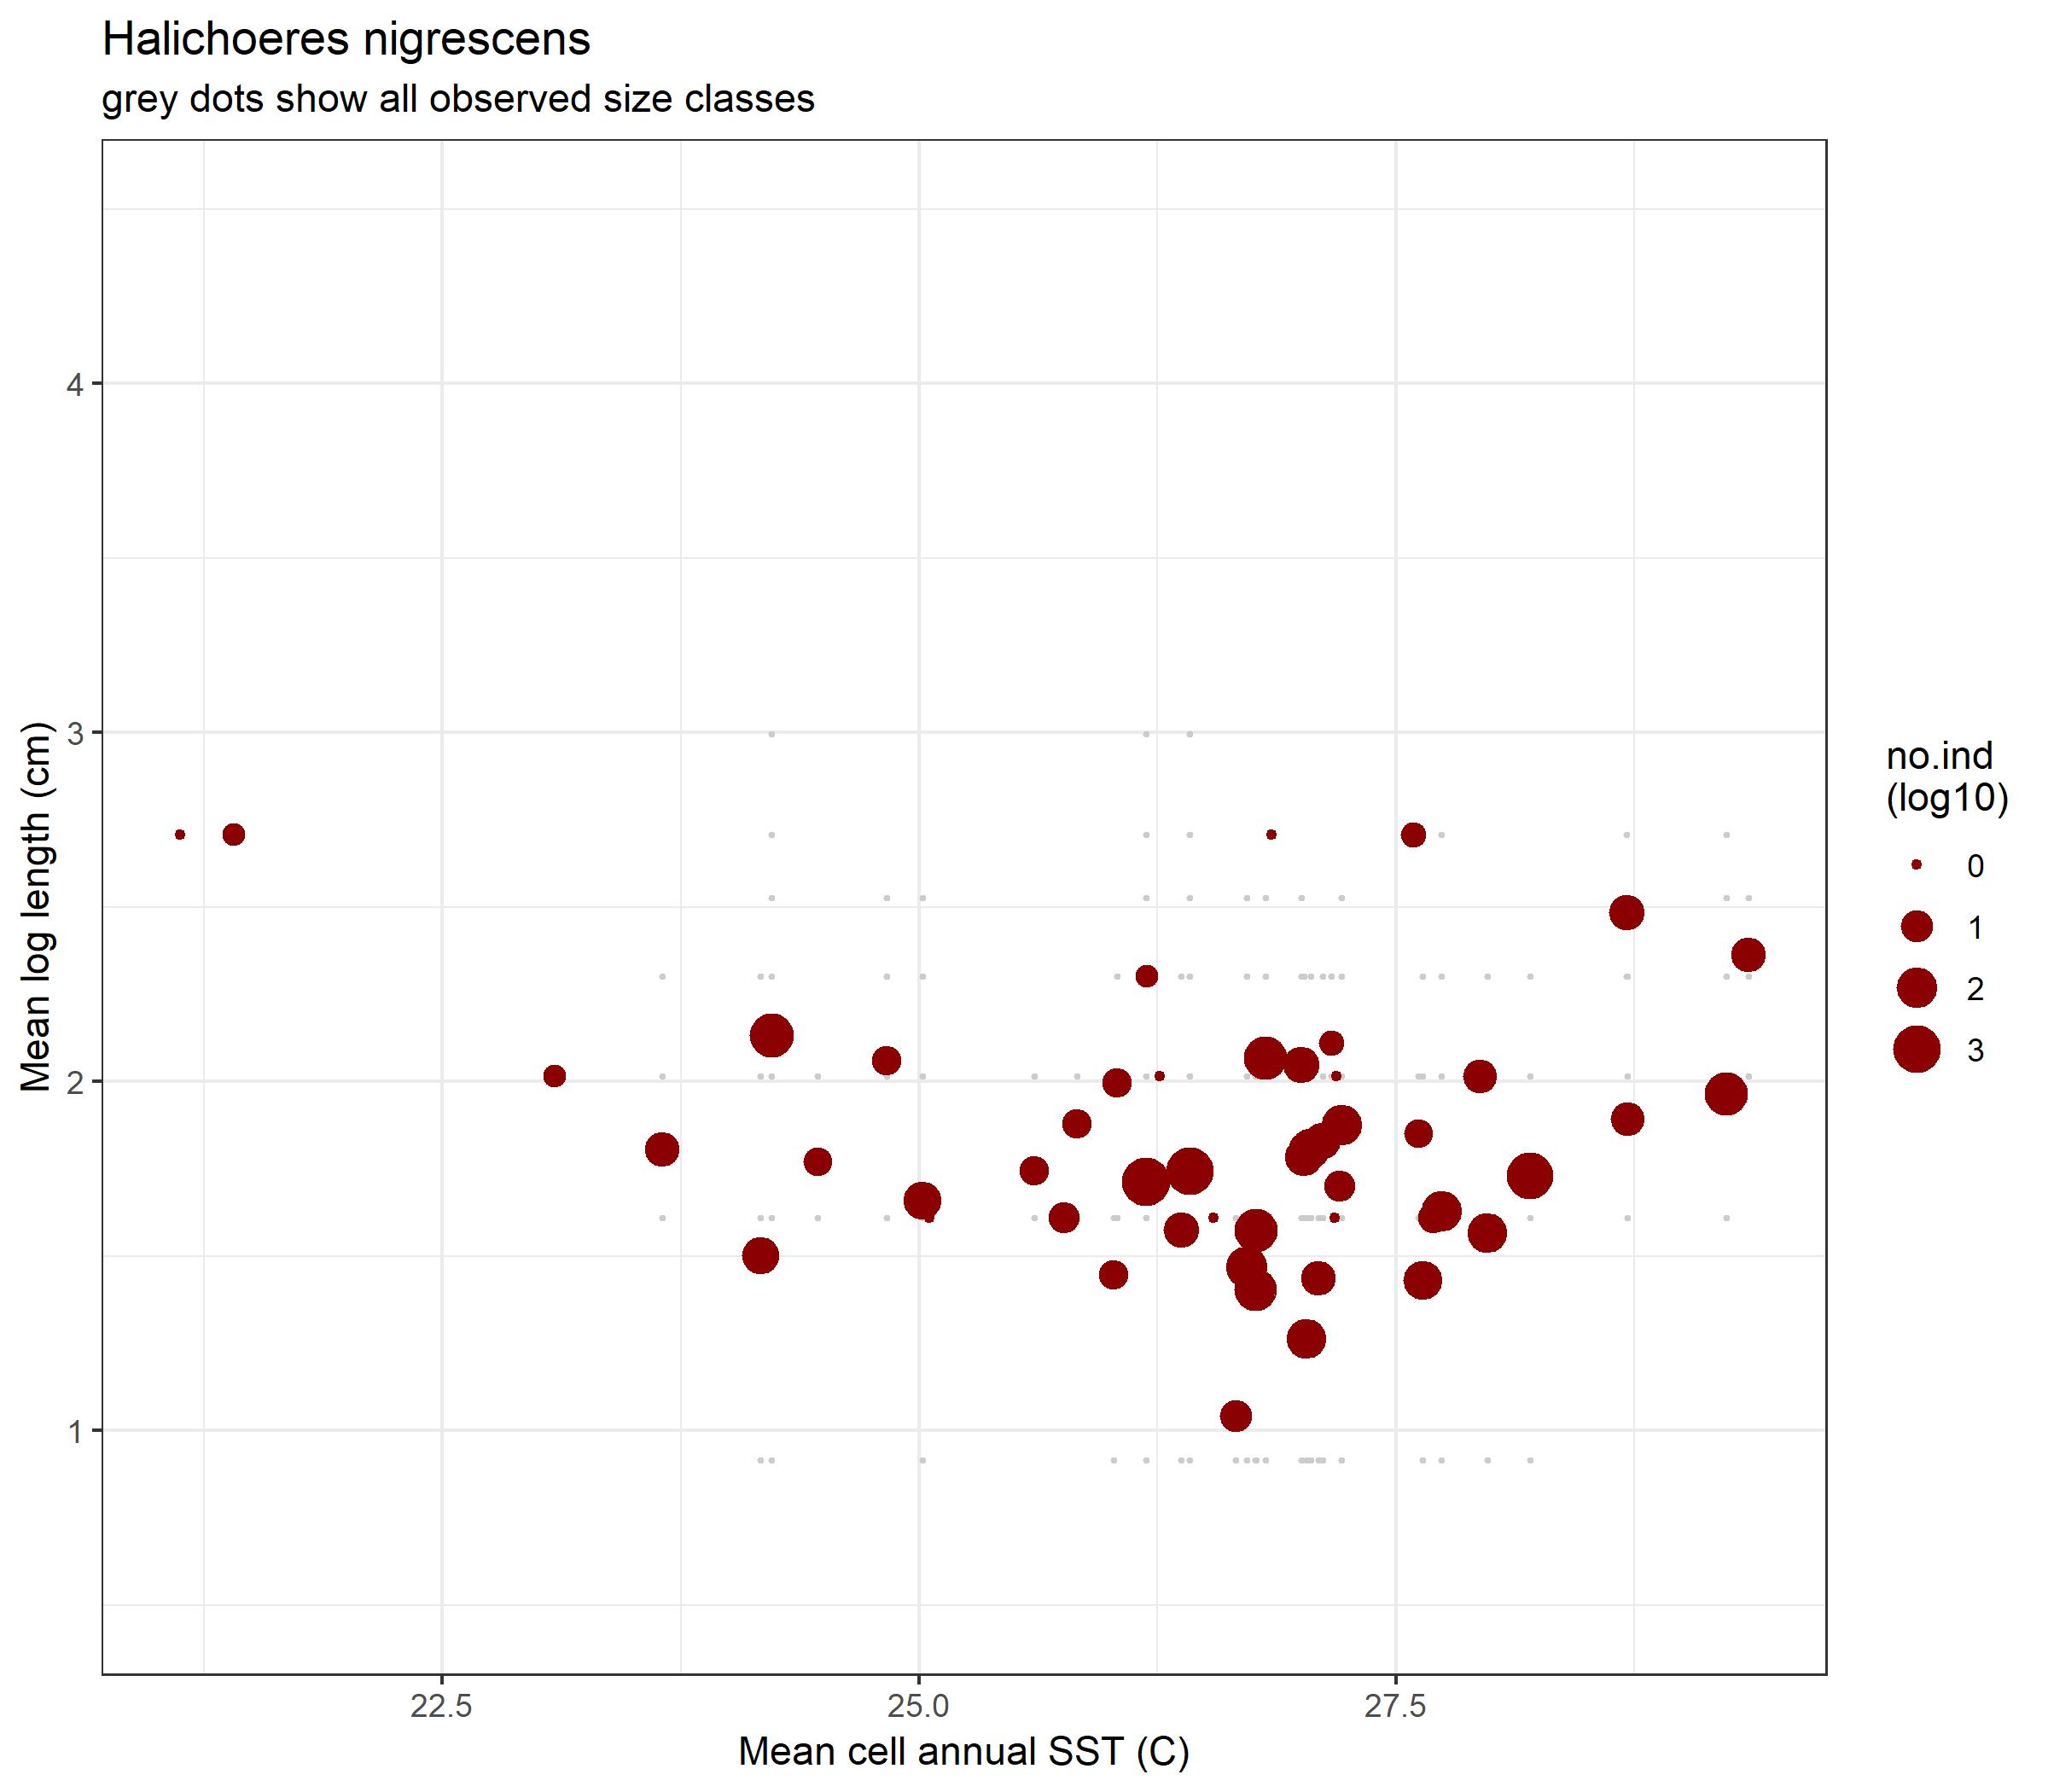 Halichoeres nigrescens
grey dots show all observed size classes
Mean log length (cm)
4
3
2
1
22.5
25.0
27.5
Mean cell annual SST (C)
no.ind
(log10)
0
1
2
3